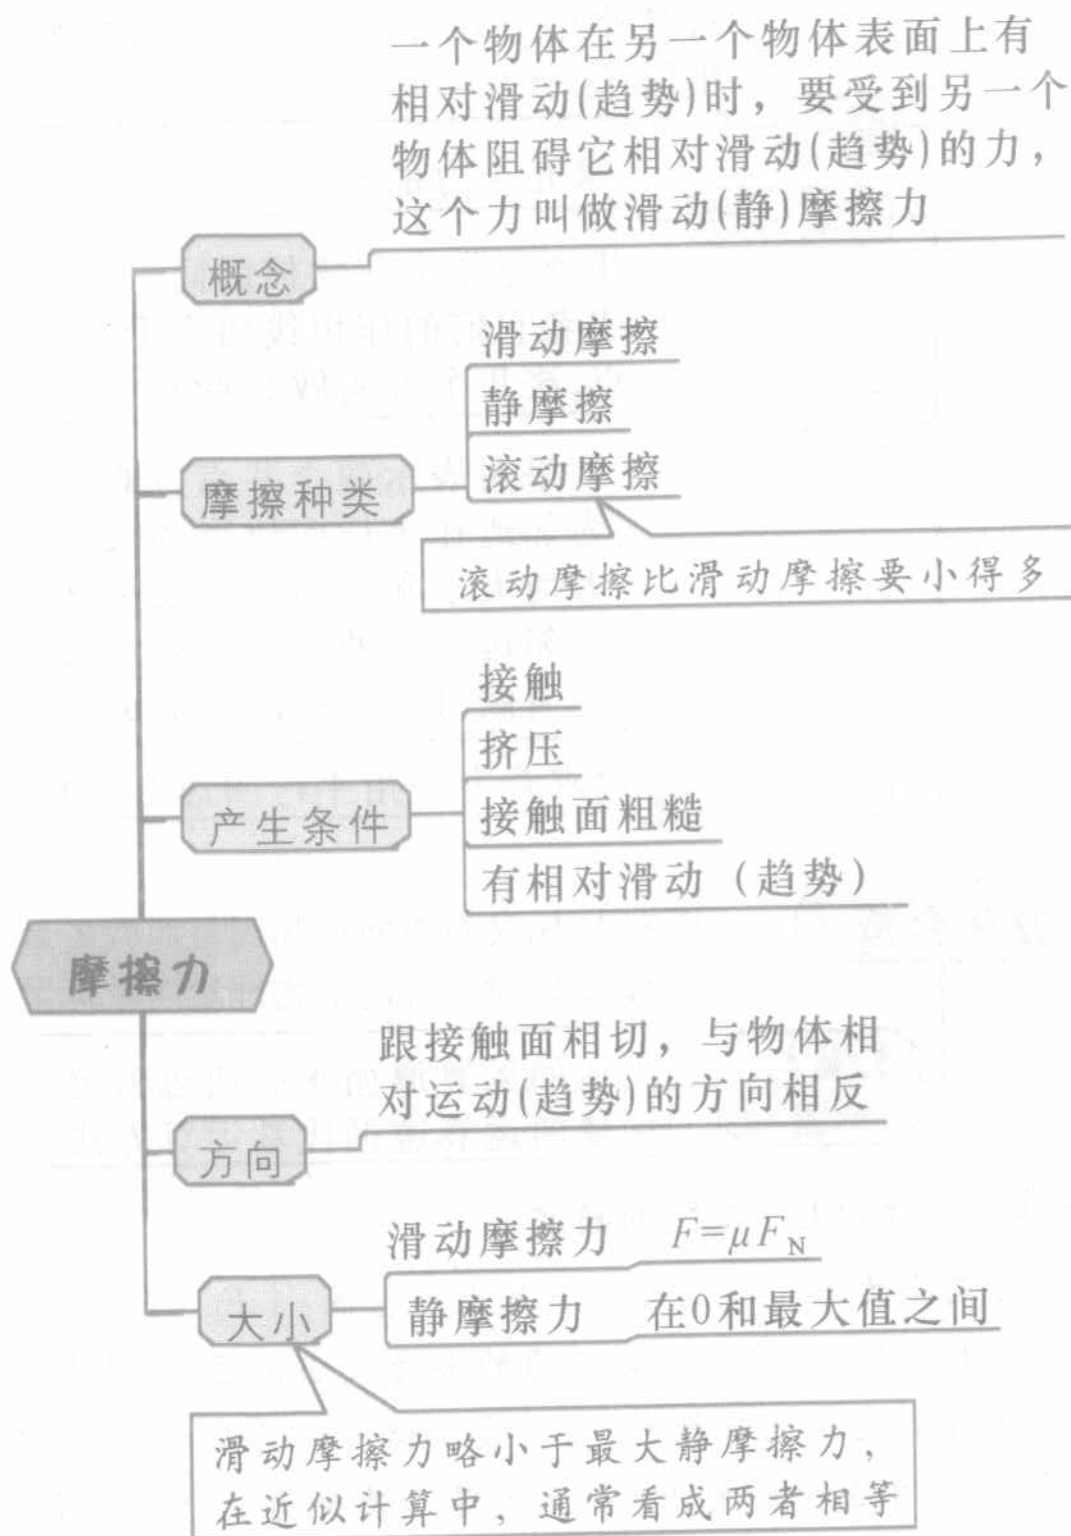 一个物体在另一个物体表面上有
相对滑动(趋势)时，要受到另一个
物体阻碍它相对滑动(趋势)的力，
这个力叫做滑动(静)摩擦力
概念
滑动摩擦
静摩擦
摩擦种类
滚动摩擦
滚动摩擦比滑动摩擦要小得多
接触
挤压
产生条件
接触面粗糙
有相对滑动（趋势）
摩擦力
跟接触面相切，与物体相
对运动(趋势)的方向相反
方向
滑动摩擦力 F=μF_N
大小
静摩擦力 在0和最大值之间
滑动摩擦力略小于最大静摩擦力，
在近似计算中，通常看成两者相等